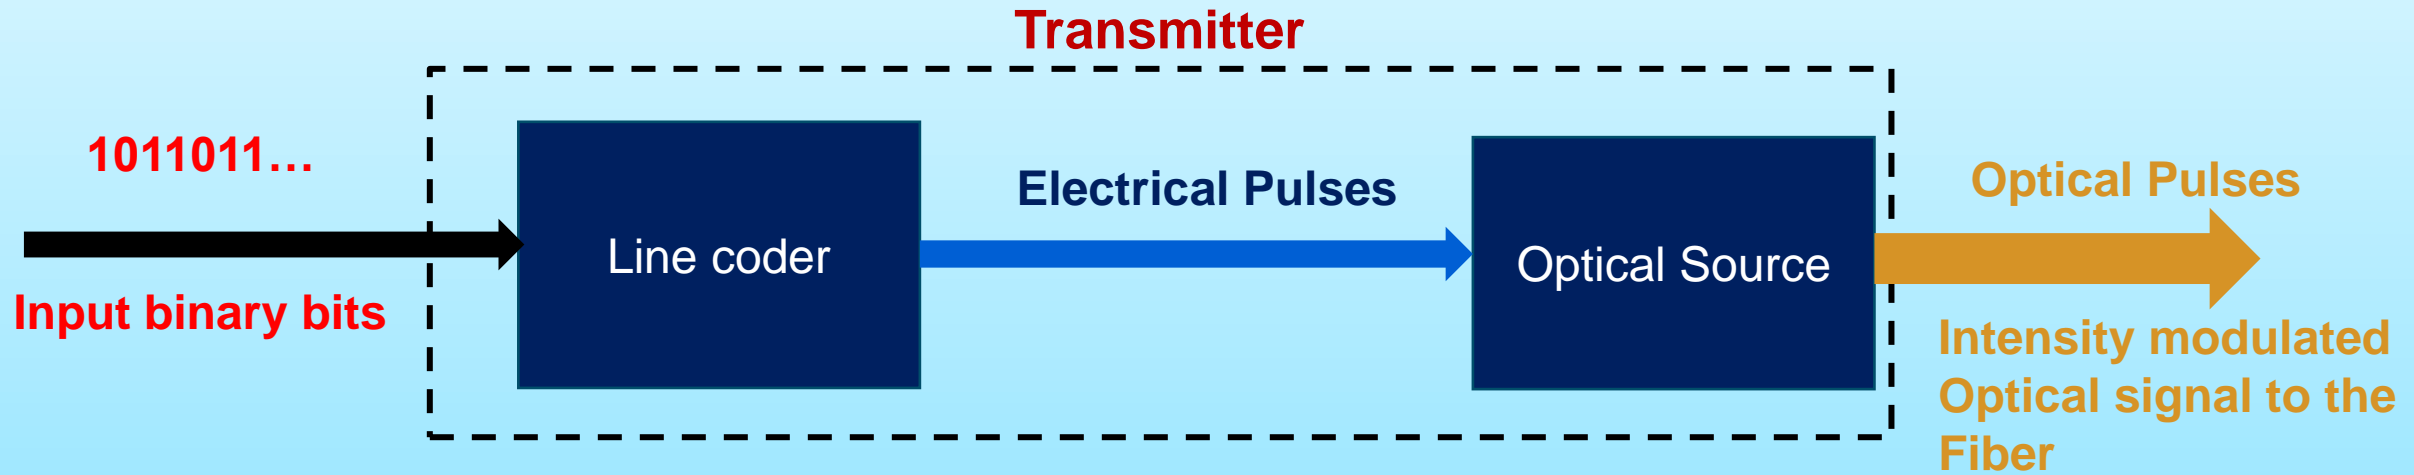 Transmitter
1011011…
Input binary bits
Line coder
Electrical Pulses
Optical Source
Optical Pulses
Intensity modulated
Optical signal to the
Fiber